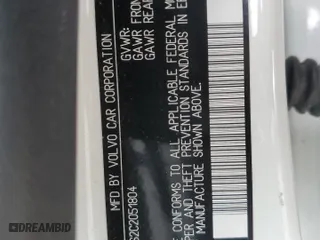 MFD BY VOLVO CAR CORPORATION
GVWR:
GAWR FRON
GAWR REAR
S2C2051804
CONFORMS TO ALL APPLICABLE FEDERAL M
PER AND THEFT PREVENTION STANDARDS IN E
MANUFACTURE SHOWN ABOVE.
DREAMBID